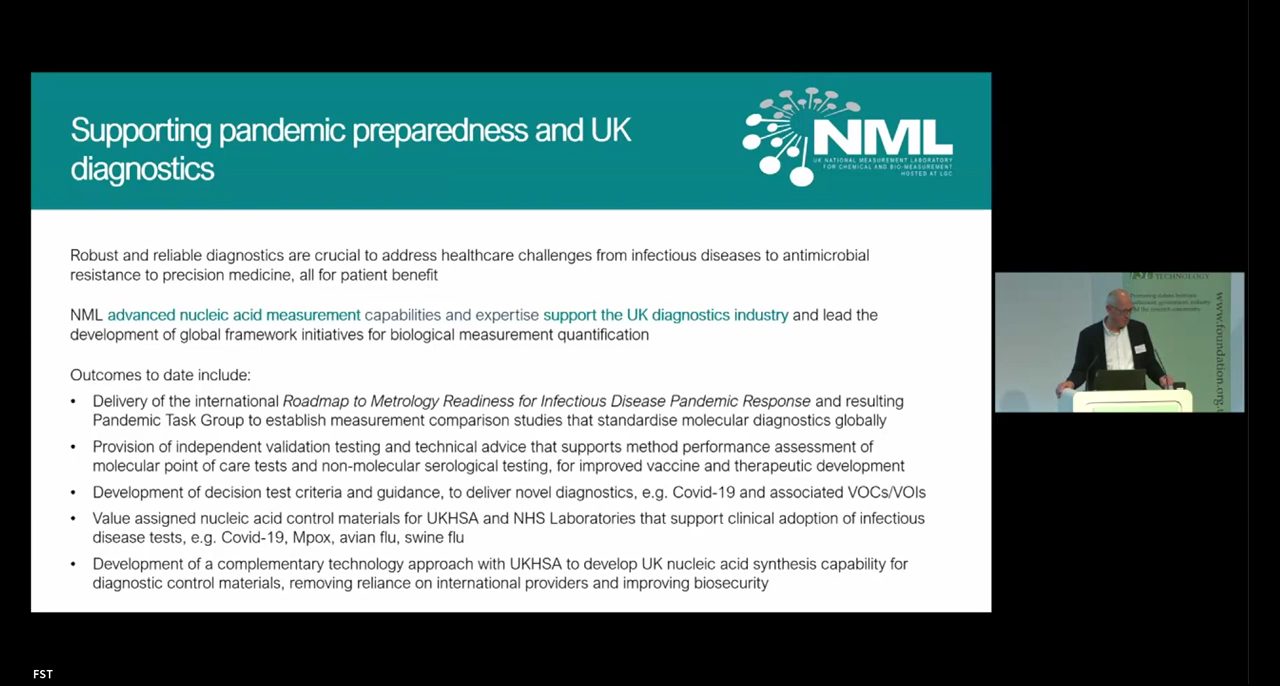 Supporting pandemic preparedness and UK
diagnostics
NML
UK NATIONAL MEASUREMENT LABORATORY
FOR CHEMICAL AND BIO-MEASUREMENT
HOSTED AT LGC
Robust and reliable diagnostics are crucial to address healthcare challenges from infectious diseases to antimicrobial
resistance to precision medicine, all for patient benefit
NML advanced nucleic acid measurement capabilities and expertise support the UK diagnostics industry and lead the
development of global framework initiatives for biological measurement quantification
Outcomes to date include:
• Delivery of the international Roadmap to Metrology Readiness for Infectious Disease Pandemic Response and resulting
Pandemic Task Group to establish measurement comparison studies that standardise molecular diagnostics globally
• Provision of independent validation testing and technical advice that supports method performance assessment of
molecular point of care tests and non-molecular serological testing, for improved vaccine and therapeutic development
• Development of decision test criteria and guidance, to deliver novel diagnostics, e.g. Covid-19 and associated VOCs/VOIs
• Value assigned nucleic acid control materials for UKHSA and NHS Laboratories that support clinical adoption of infectious
disease tests, e.g. Covid-19, Mpox, avian flu, swine flu
• Development of a complementary technology approach with UKHSA to develop UK nucleic acid synthesis capability for
diagnostic control materials, removing reliance on international providers and improving biosecurity
TECHNOLOGY
www.foundation.org.u
FST